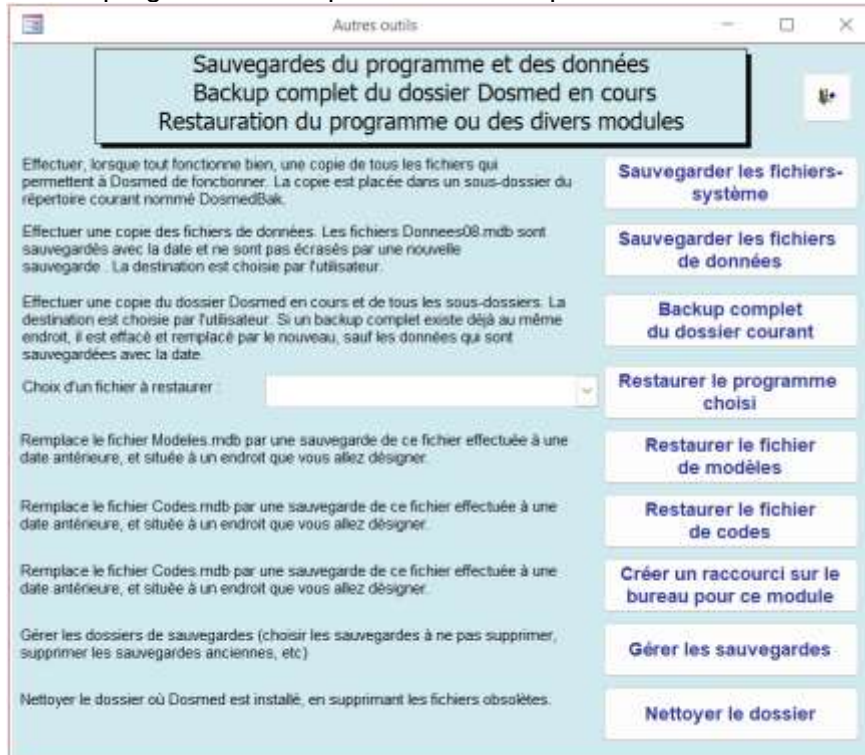 Autres outils
Sauvegardes du programme et des données
Backup complet du dossier Dosmed en cours
Restauration du programme ou des divers modules
Effectuer, lorsque tout fonctionne bien, une copie de tous les fichiers qui
permettent à Dosmed de fonctionner. La copie est placée dans un sous-dossier du
répertoire courant nommé DosmedBak.
Sauvegarder les fichiers-
système
Effectuer une copie des fichiers de données. Les fichiers Donnees08.mdb sont
sauvegardés avec la date et ne sont pas écrasés par une nouvelle
sauvegarde . La destination est choisie par l'utilisateur.
Sauvegarder les fichiers
de données
Effectuer une copie du dossier Dosmed en cours et de tous les sous-dossiers. La
destination est choisie par l'utilisateur. Si un backup complet existe déjà au même
endroit, il est effacé et remplacé par le nouveau, sauf les données qui sont
sauvegardées avec la date.
Backup complet
du dossier courant
Choix d'un fichier à restaurer :
Restaurer le programme
choisi
Remplace le fichier Modeles.mdb par une sauvegarde de ce fichier effectuée à une
date antérieure, et située à un endroit que vous allez désigner.
Restaurer le fichier
de modèles
Remplace le fichier Codes.mdb par une sauvegarde de ce fichier effectuée à une
date antérieure, et située à un endroit que vous allez désigner.
Restaurer le fichier
de codes
Remplace le fichier Codes.mdb par une sauvegarde de ce fichier effectuée à une
date antérieure, et située à un endroit que vous allez désigner.
Créer un raccourci sur le
bureau pour ce module
Gérer les dossiers de sauvegardes (choisir les sauvegardes à ne pas supprimer,
supprimer les sauvegardes anciennes, etc)
Gérer les sauvegardes
Nettoyer le dossier où Dosmed est installé, en supprimant les fichiers obsolètes.
Nettoyer le dossier